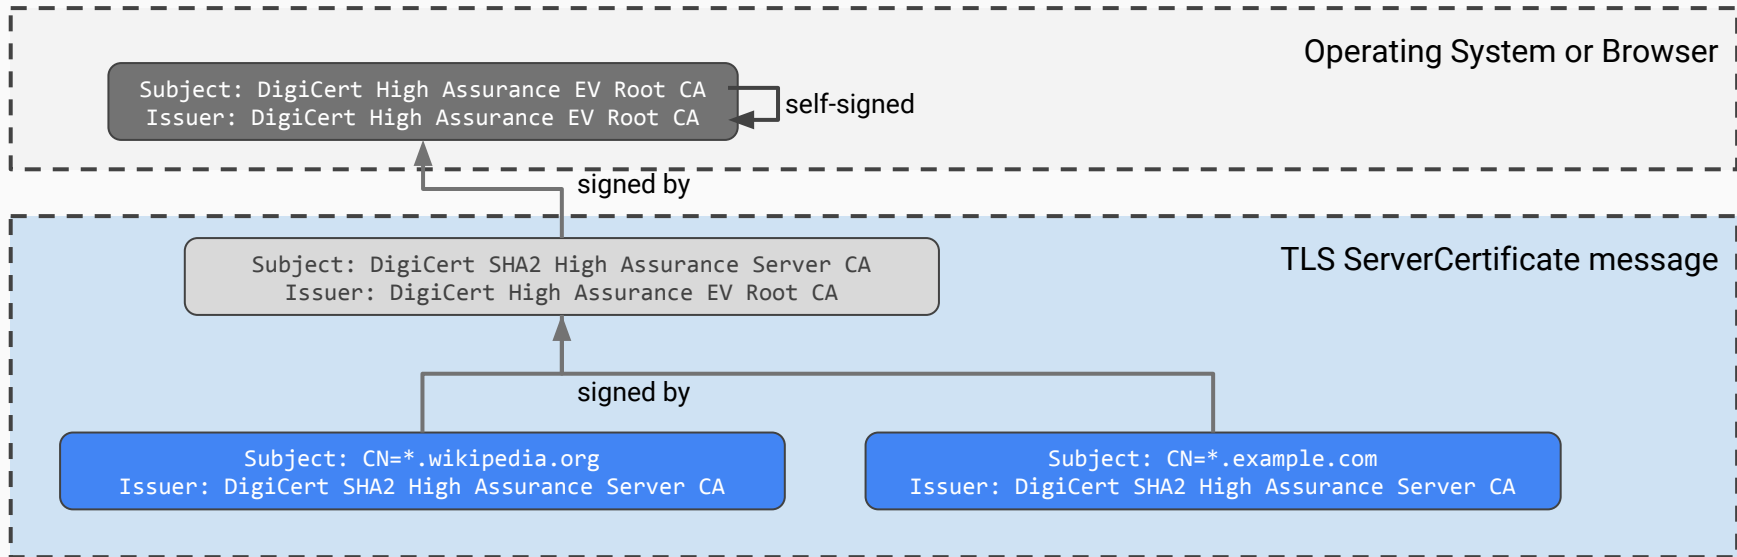 Operating System or Browser
Subject: DigiCert High Assurance EV Root CA
Issuer: DigiCert High Assurance EV Root CA
self-signed
signed by
TLS ServerCertificate message
Subject: DigiCert SHA2 High Assurance Server CA
Issuer: DigiCert High Assurance EV Root CA
signed by
Subject: CN=*.wikipedia.org
Issuer: DigiCert SHA2 High Assurance Server CA
Subject: CN=*.example.com
Issuer: DigiCert SHA2 High Assurance Server CA